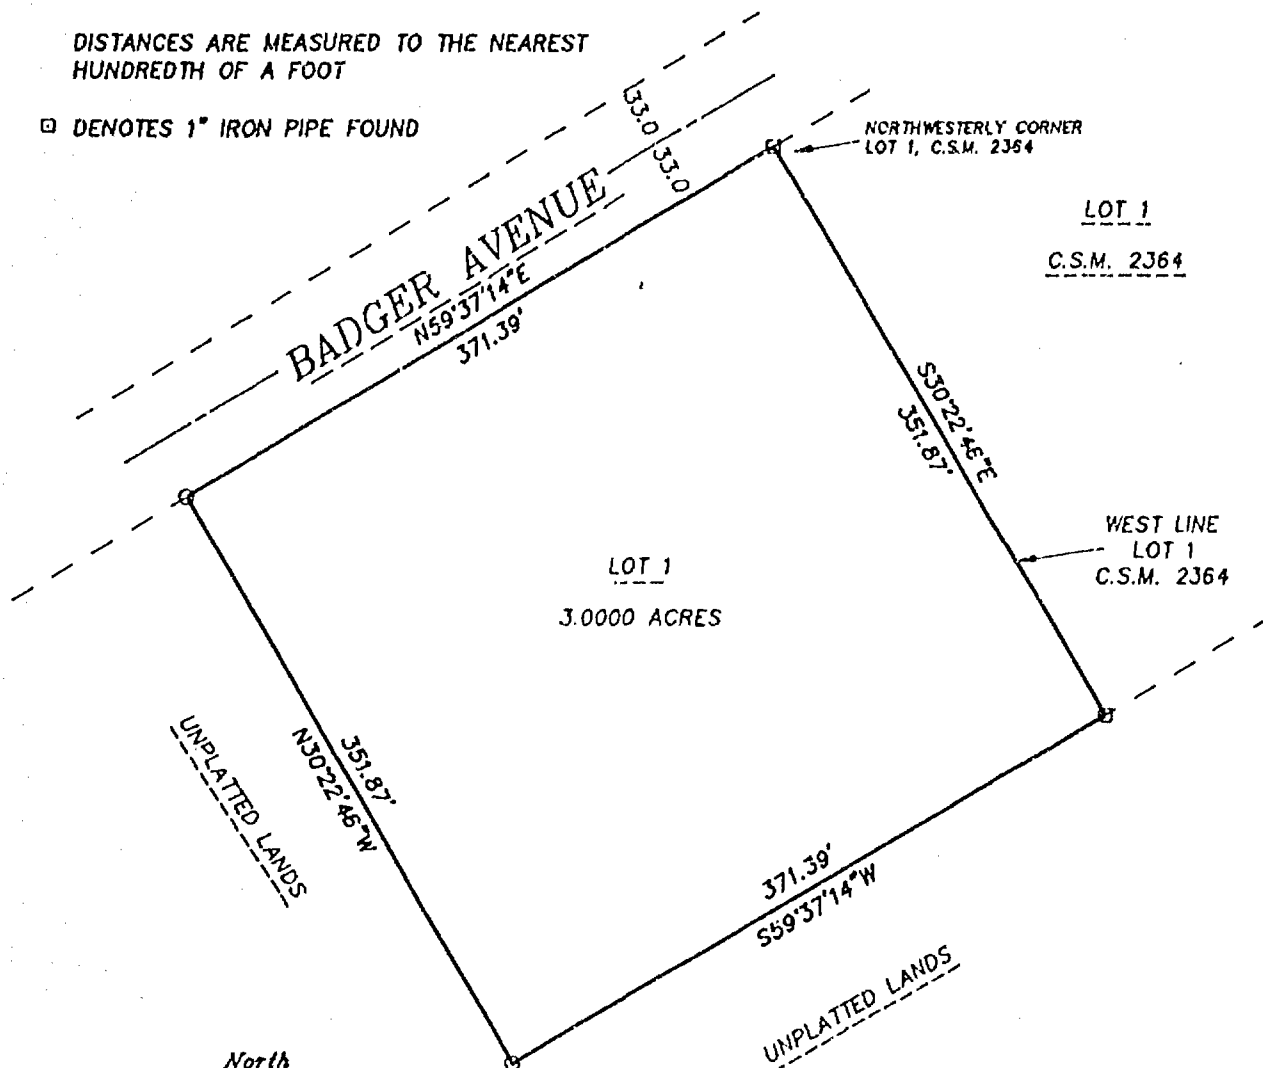 DISTANCES ARE MEASURED TO THE NEAREST
HUNDREDTH OF A FOOT
DENOTES 1" IRON PIPE FOUND
33.0
33.0
NORTHWESTERLY CORNER
LOT 1, C.S.M. 2364
LOT 1
C.S.M. 2364
BADGER AVENUE
N59°37'14"E
371.39'
S30°22'46"E
351.87'
WEST LINE
LOT 1
C.S.M. 2364
LOT 1
3.0000 ACRES
UNPLATTED LANDS
351.87'
N30°22'46"W
371.39'
S59°37'14"W
UNPLATTED LANDS
North